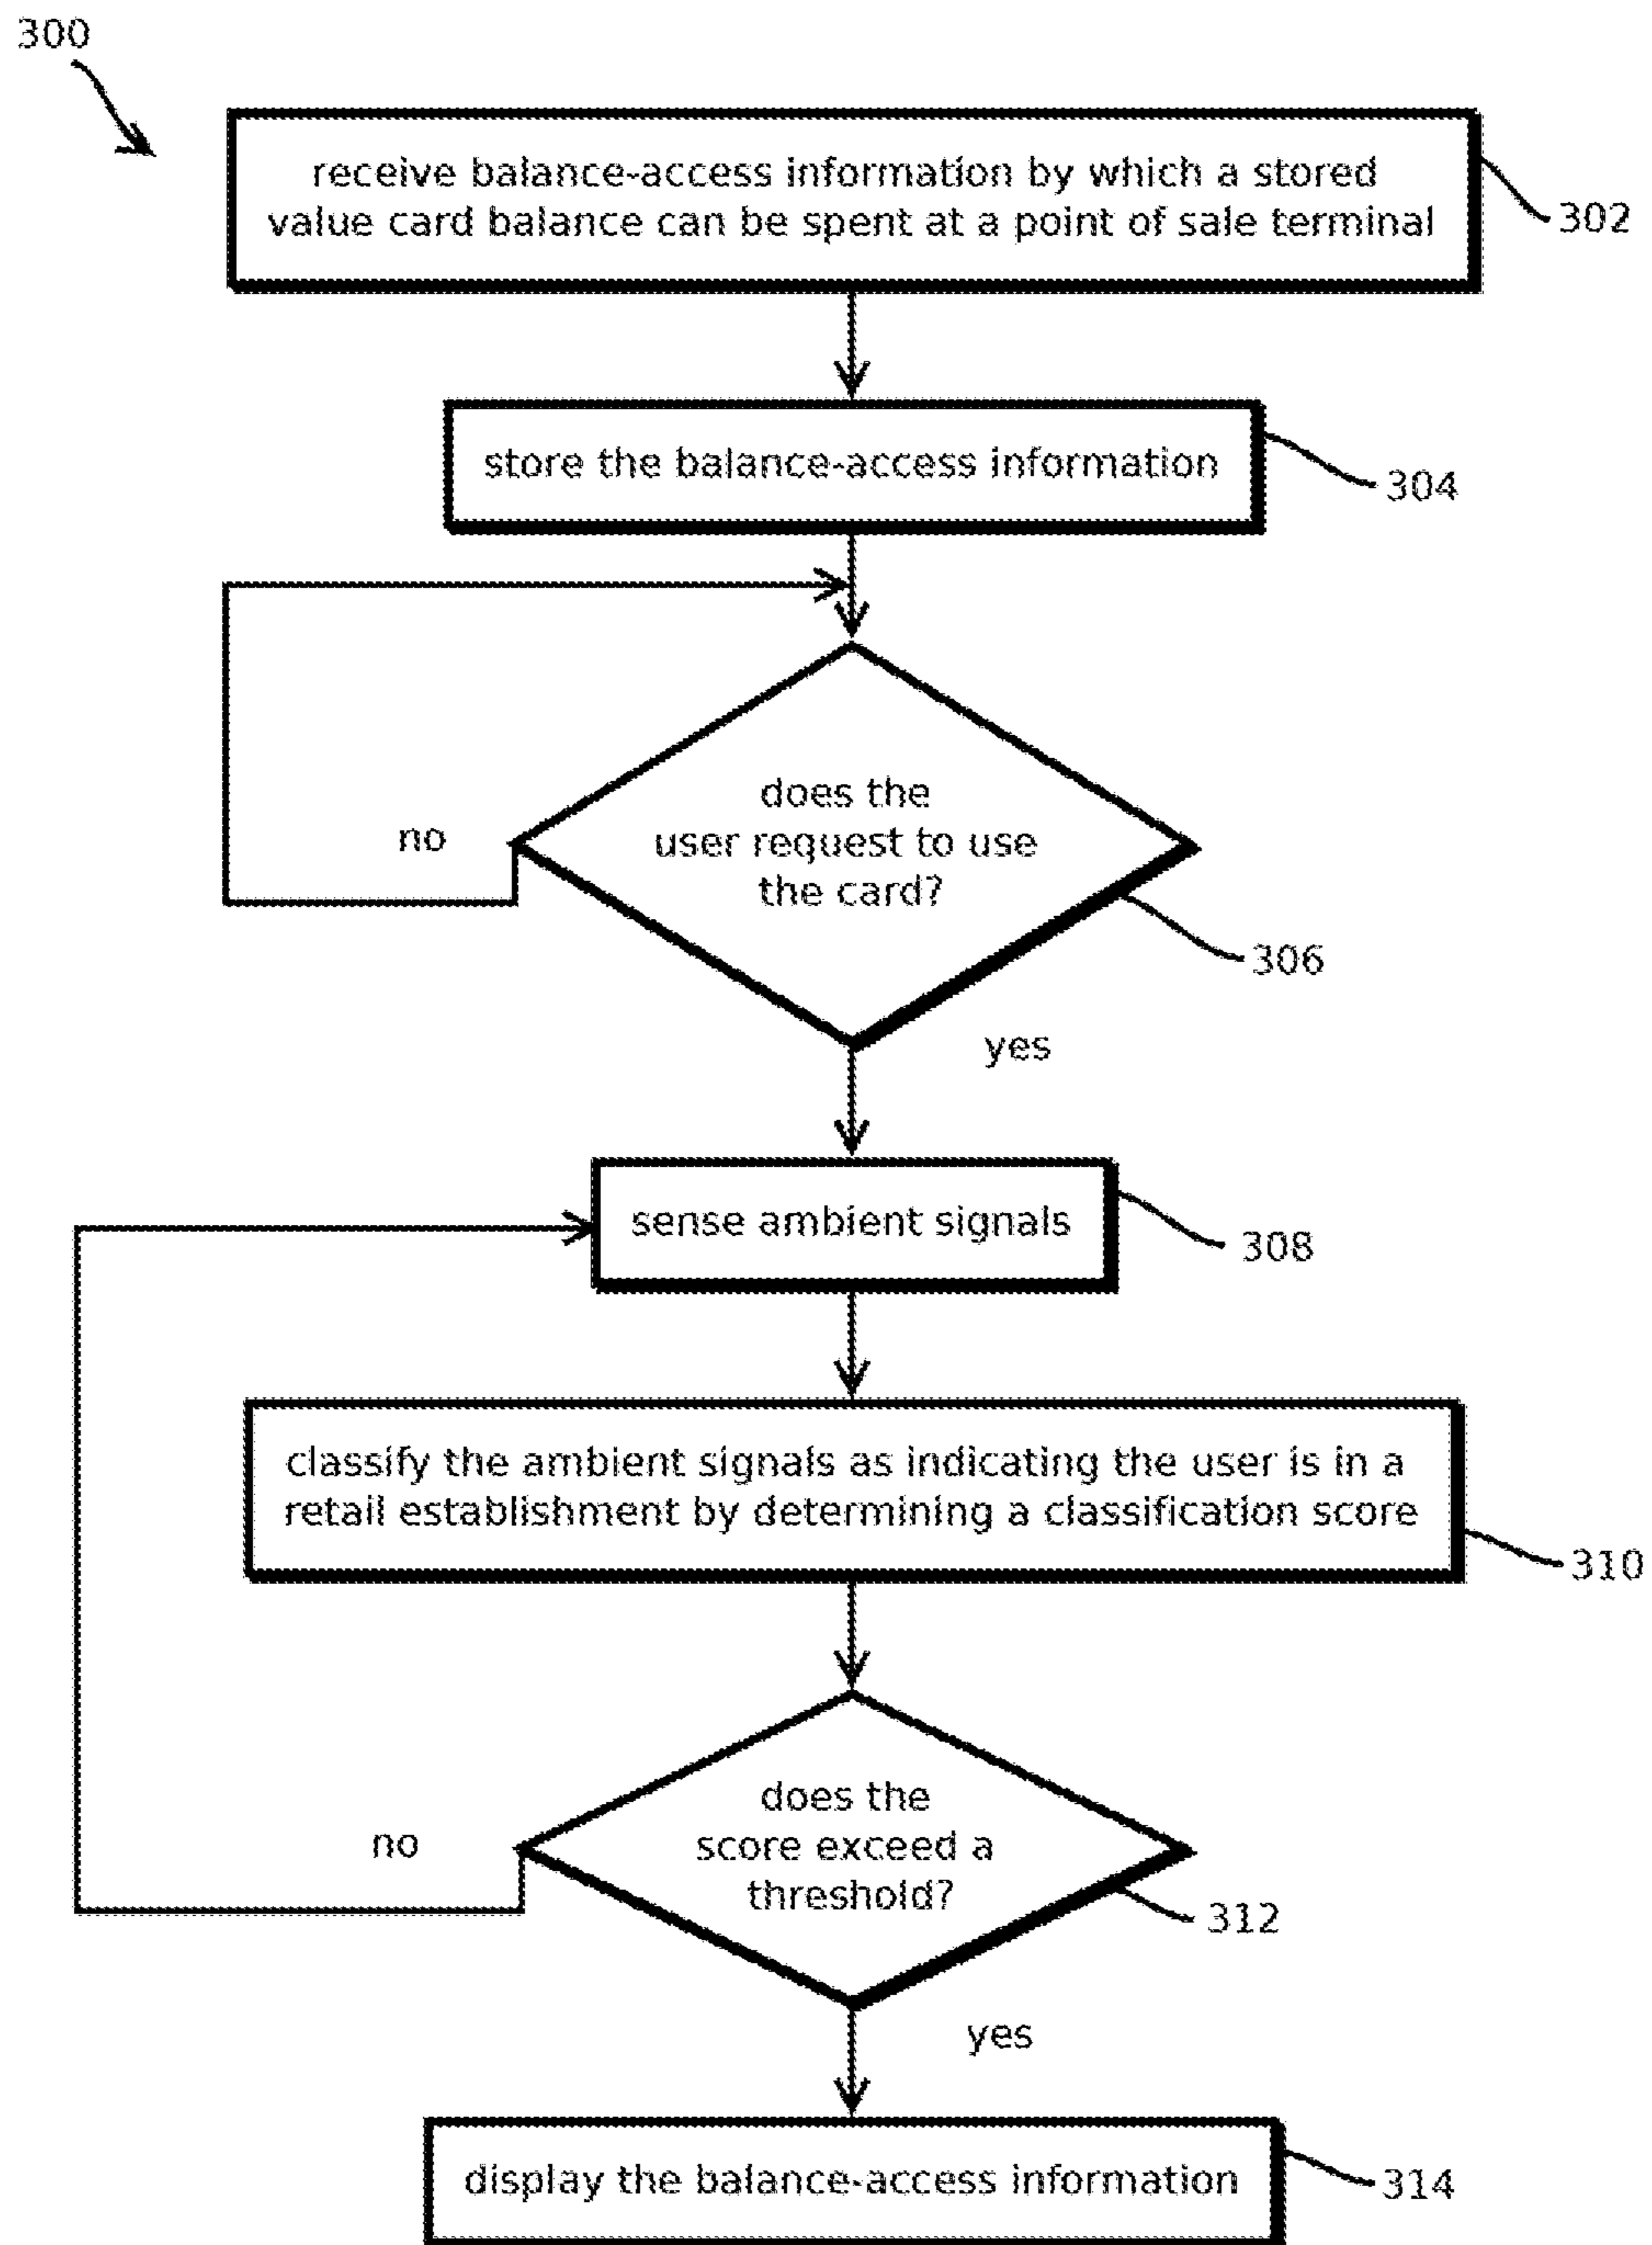 300
receive balance-access information by which a stored
value card balance can be spent at a point of sale terminal
302
store the balance-access information
304
does the
user request to use
the card?
no
306
yes
sense ambient signals
308
classify the ambient signals as indicating the user is in a
retail establishment by determining a classification score
310
does the
score exceed a
threshold?
no
312
yes
display the balance-access information
314